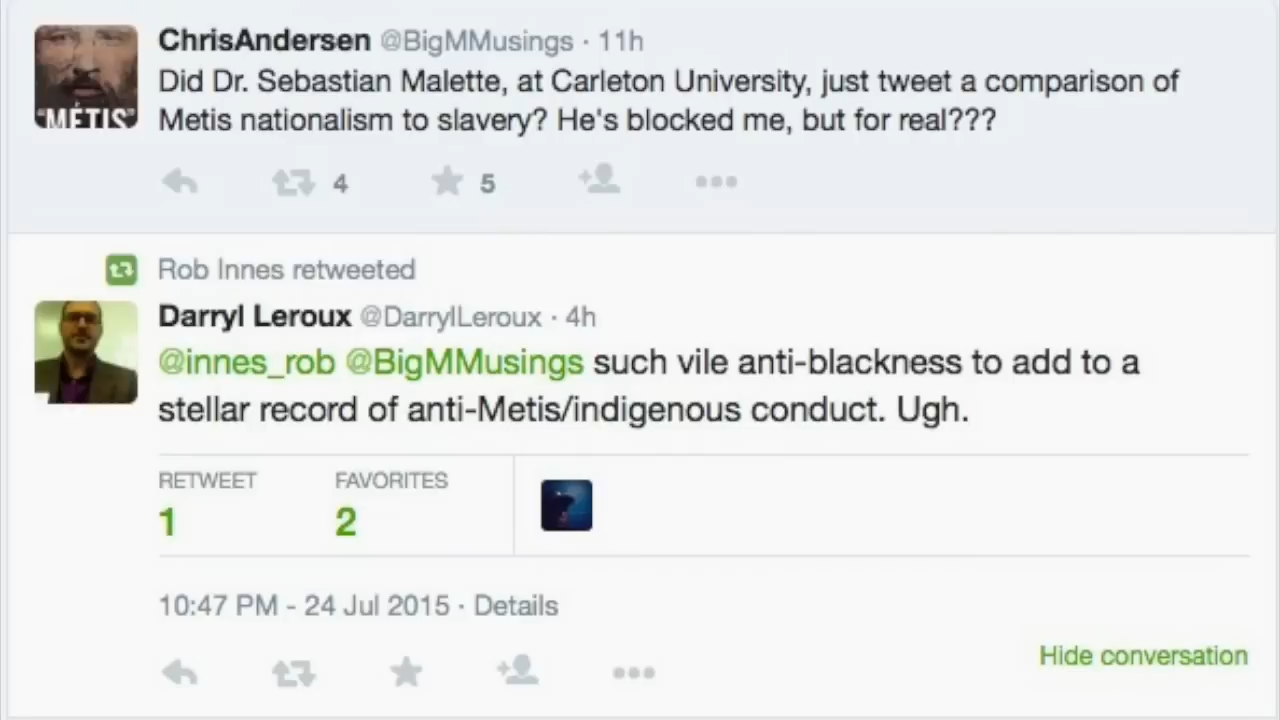 ChrisAndersen @BigMMusings · 11h
Did Dr. Sebastian Malette, at Carleton University, just tweet a comparison of
Metis nationalism to slavery? He's blocked me, but for real???
"MÉTIS"
4 5
Rob Innes retweeted
Darryl Leroux @DarrylLeroux · 4h
@innes_rob @BigMMusings such vile anti-blackness to add to a
stellar record of anti-Metis/indigenous conduct. Ugh.
RETWEET FAVORITES
1 2
10:47 PM - 24 Jul 2015 · Details
Hide conversation